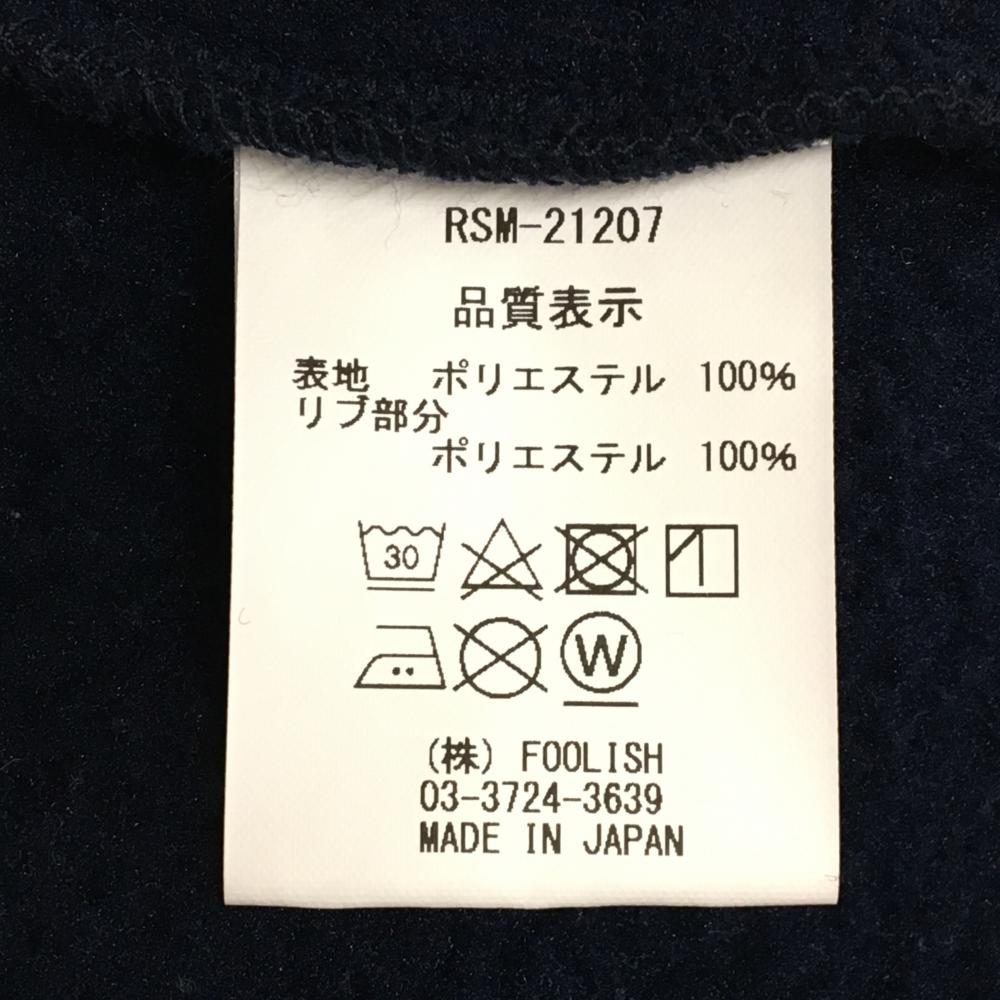 RSM-21207
品質表示
表地 ポリエステル 100%
リブ部分
ポリエステル 100%
30
W
(株) FOOLISH
03-3724-3639
MADE IN JAPAN